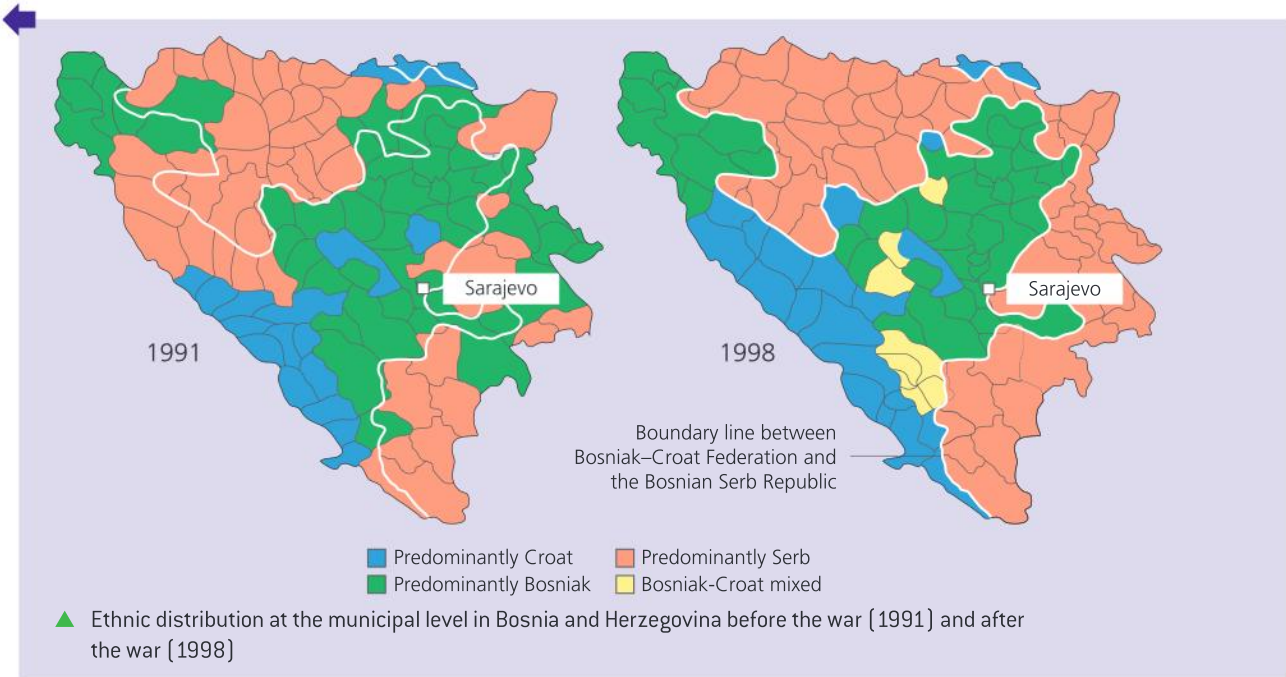 Sarajevo
1991
Sarajevo
1998
Boundary line between
Bosniak–Croat Federation and
the Bosnian Serb Republic
Predominantly Croat
Predominantly Serb
Predominantly Bosniak
Bosniak-Croat mixed
Ethnic distribution at the municipal level in Bosnia and Herzegovina before the war (1991) and after
the war (1998)